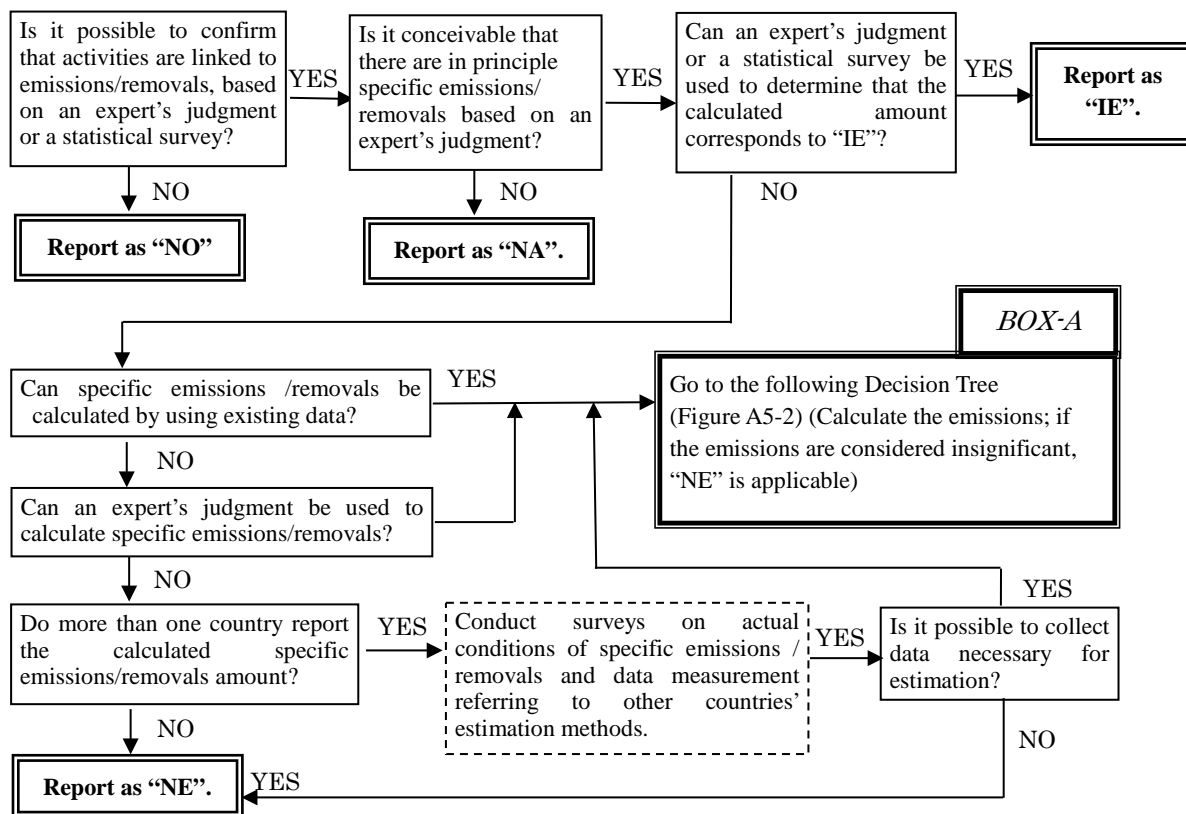 Is it possible to confirm
that activities are linked to
emissions/removals, based
on an expert’s judgment
or a statistical survey?
YES
Is it conceivable that
there are in principle
specific emissions/
removals based on an
expert’s judgment?
YES
Can an expert’s judgment
or a statistical survey be
used to determine that the
calculated amount
corresponds to “IE”?
YES
Report as
“IE”.
NO
NO
NO
Report as “NO”
Report as “NA”.
BOX-A
Can specific emissions /removals be
calculated by using existing data?
YES
Go to the following Decision Tree
(Figure A5-2) (Calculate the emissions; if
the emissions are considered insignificant,
“NE” is applicable)
NO
Can an expert’s judgment be used to
calculate specific emissions/removals?
NO
Do more than one country report
the calculated specific
emissions/removals amount?
YES
Conduct surveys on actual
conditions of specific emissions /
removals and data measurement
referring to other countries’
estimation methods.
YES
YES
Is it possible to collect
data necessary for
estimation?
NO
NO
Report as “NE”.
YES